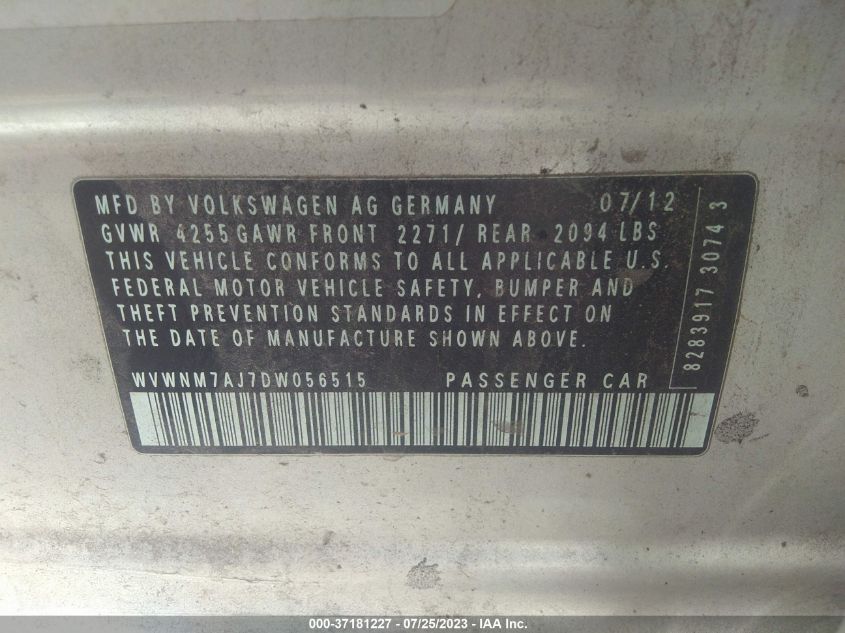 MFD BY VOLKSWAGEN AG GERMANY 07/12
GVWR 4255 GAWR FRONT 2271/ REAR 2094 LBS
THIS VEHICLE CONFORMS TO ALL APPLICABLE U.S.
FEDERAL MOTOR VEHICLE SAFETY, BUMPER AND
THEFT PREVENTION STANDARDS IN EFFECT ON
THE DATE OF MANUFACTURE SHOWN ABOVE.
WVWNM7AJ7DW056515 PASSENGER CAR
8283917 3074 3
000-37181227 - 07/25/2023 - IAA Inc.